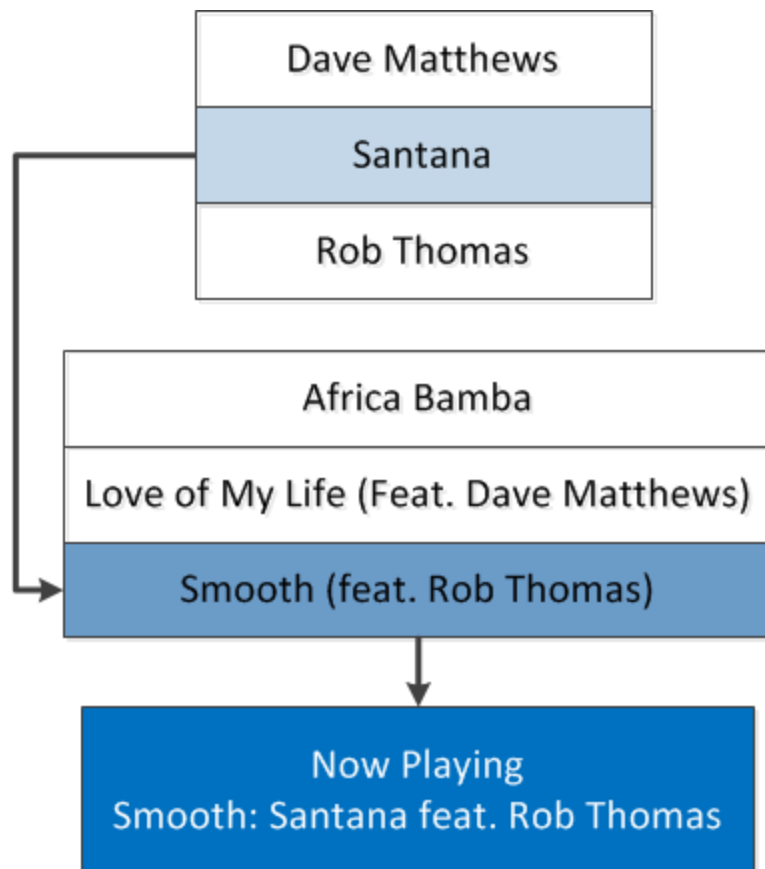 Dave Matthews
Santana
Rob Thomas
Africa Bamba
Love of My Life (Feat. Dave Matthews)
Smooth (feat. Rob Thomas)
Now Playing
Smooth: Santana feat. Rob Thomas